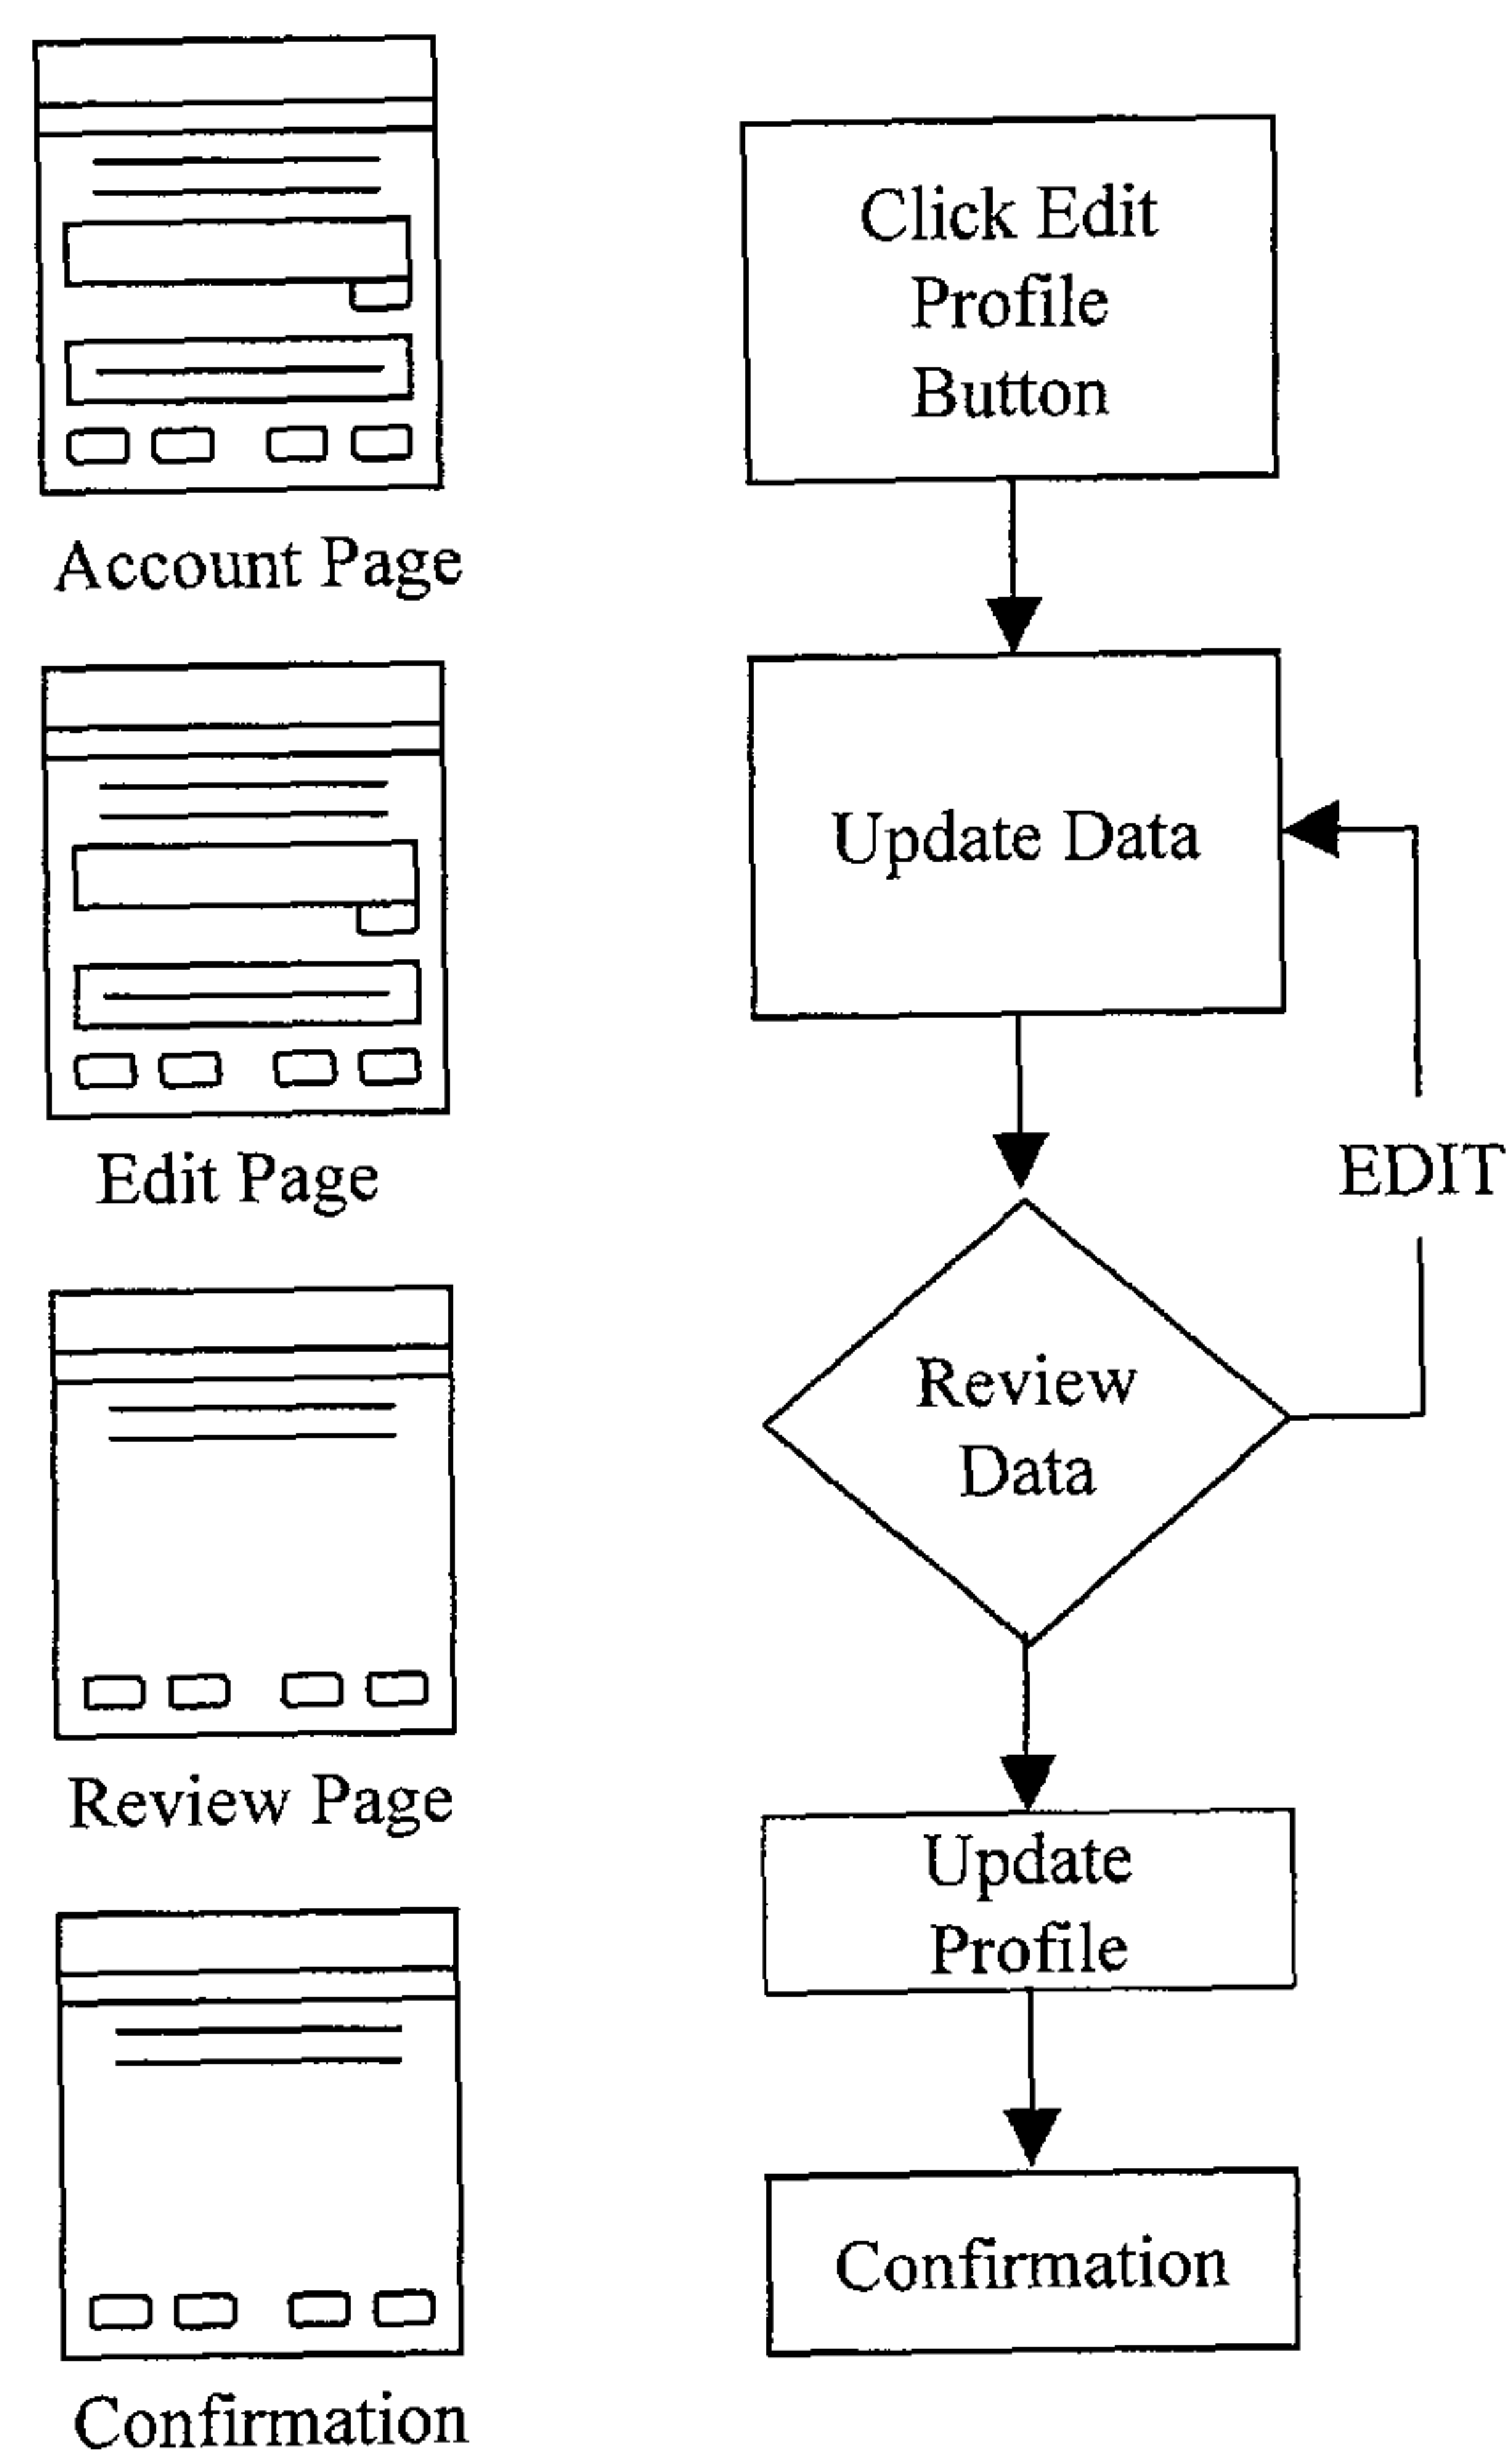 Account Page
Edit Page
Review Page
Confirmation
Click Edit
Profile
Button
Update Data
EDIT
Review
Data
Update
Profile
Confirmation